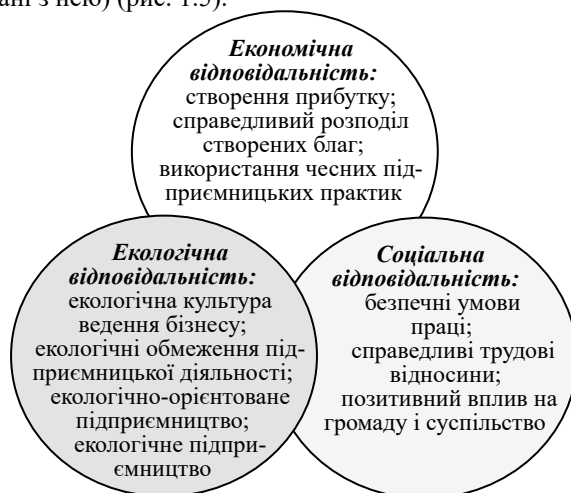 ані з нею) (рис. 1.5).
Економічна
відповідальність:
створення прибутку;
справедливий розподіл
створених благ;
використання чесних під-
приємницьких практик
Екологічна
відповідальність:
екологічна культура
ведення бізнесу;
екологічні обмеження під-
приємницької діяльності;
екологічно-орієнтоване
підприємництво;
екологічне підпри-
ємництво
Соціальна
відповідальність:
безпечні умови
праці;
справедливі трудові
відносини;
позитивний вплив на
громаду і суспільство